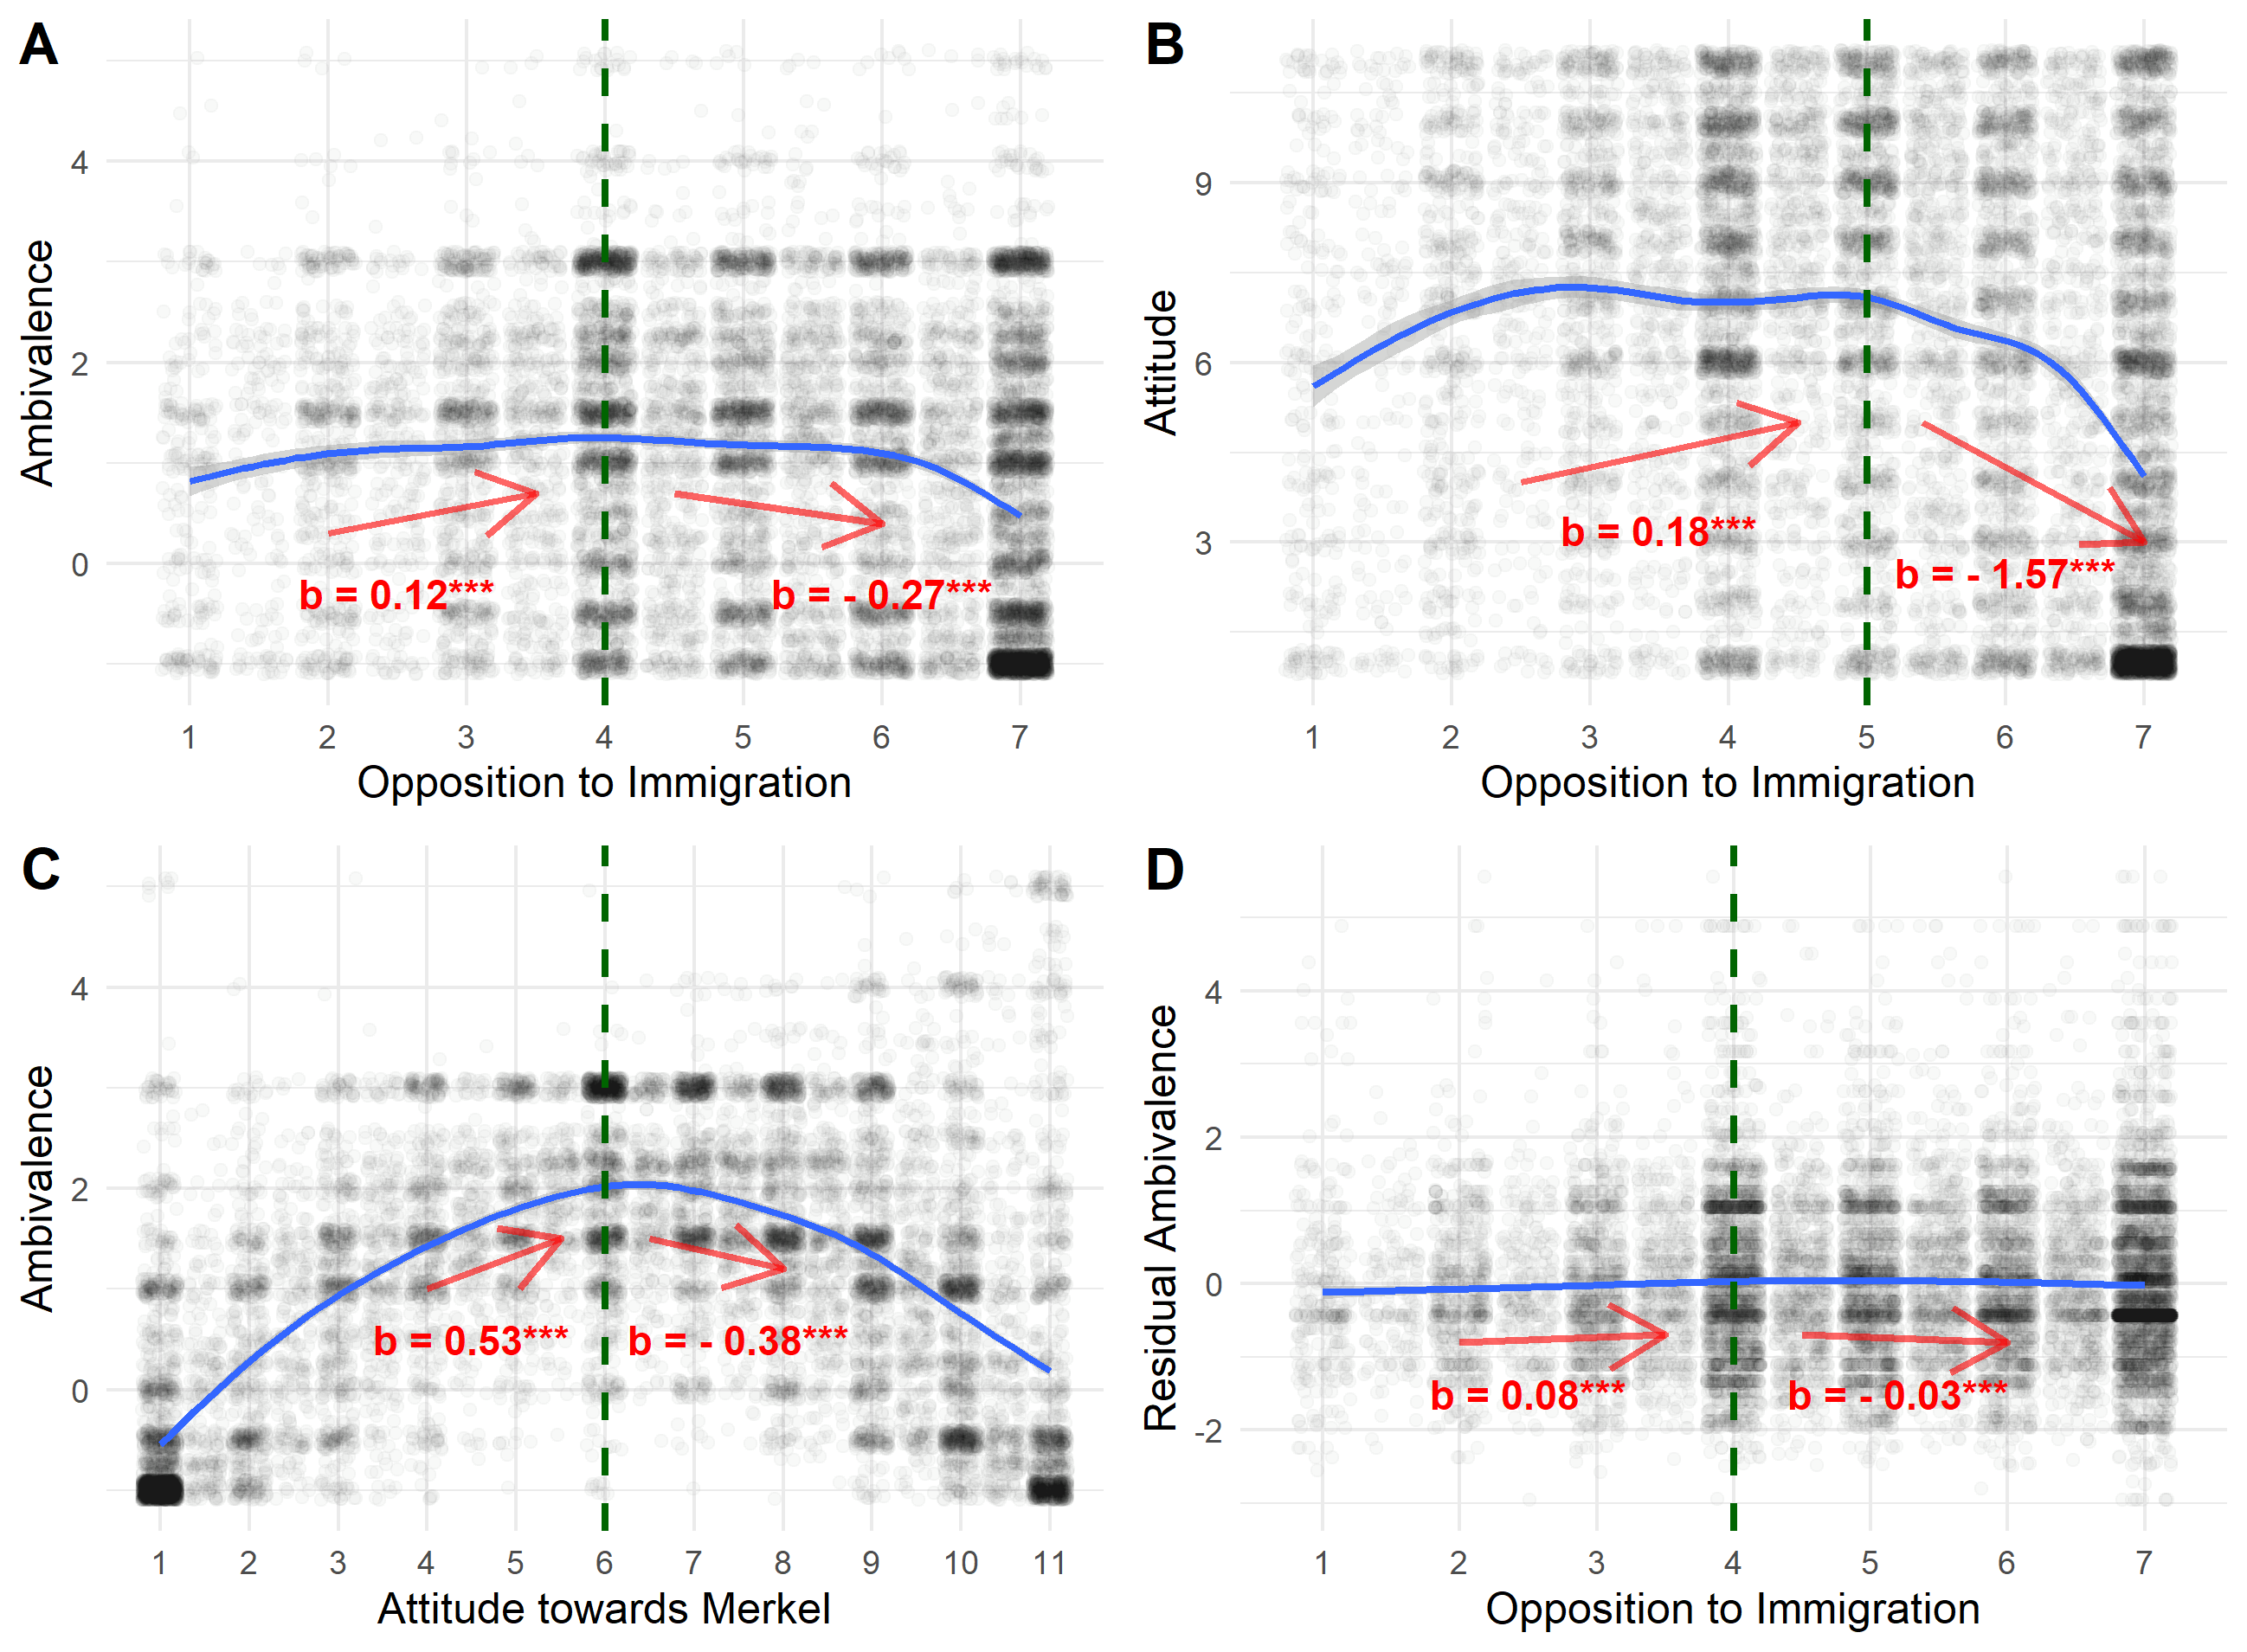 A
Ambivalence
4
2
0
b = 0.12***
b = - 0.27***
1 2 3 4 5 6 7
Opposition to Immigration
B
Attitude
9
6
3
b = 0.18***
b = - 1.57***
1 2 3 4 5 6 7
Opposition to Immigration
C
Ambivalence
4
2
0
b = 0.53***
b = - 0.38***
1 2 3 4 5 6 7 8 9 10 11
Attitude towards Merkel
D
Residual Ambivalence
4
2
0
-2
b = 0.08***
b = - 0.03***
1 2 3 4 5 6 7
Opposition to Immigration